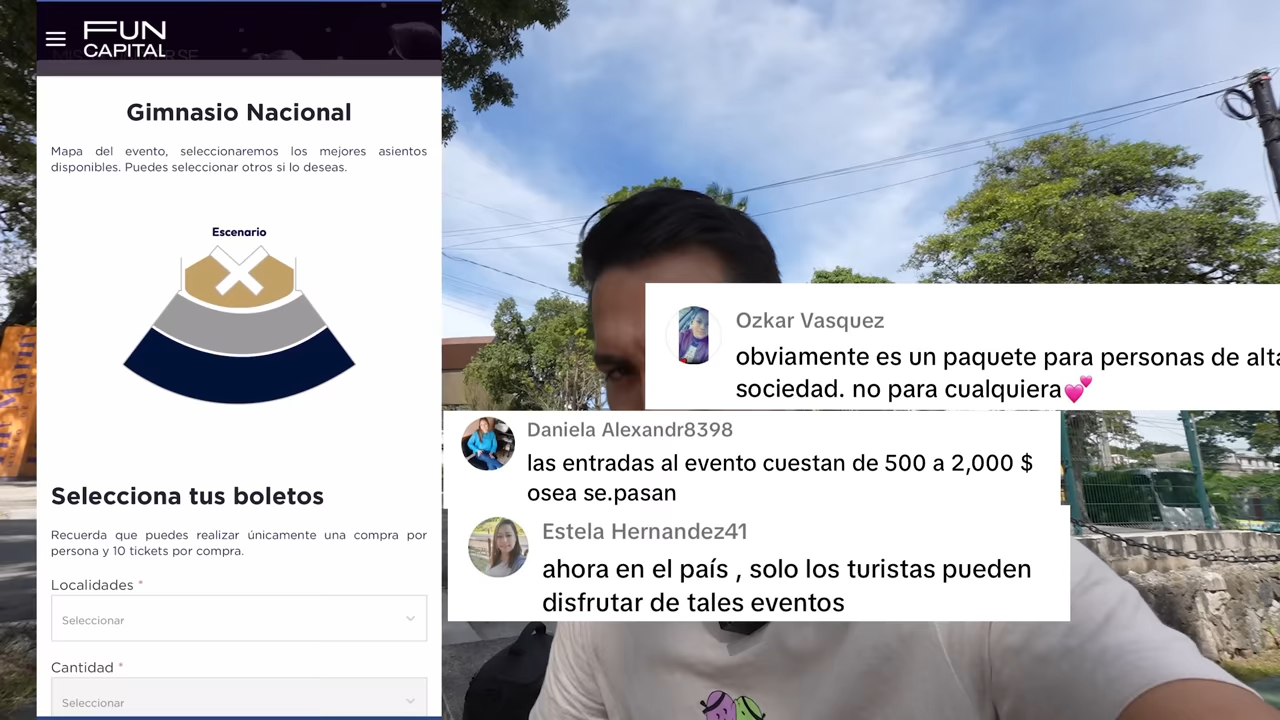 FUN
CAPITAL
Gimnasio Nacional
Mapa del evento, seleccionaremos los mejores asientos
disponibles. Puedes seleccionar otros si lo deseas.
Escenario
Selecciona tus boletos
Recuerda que puedes realizar únicamente una compra por
persona y 10 tickets por compra.
Localidades *
Seleccionar
Cantidad *
Seleccionar
Ozkar Vasquez
obviamente es un paquete para personas de alta
sociedad. no para cualquiera💕
Daniela Alexandr8398
las entradas al evento cuestan de 500 a 2,000 $
osea se.pasan
Estela Hernandez41
ahora en el país , solo los turistas pueden
disfrutar de tales eventos